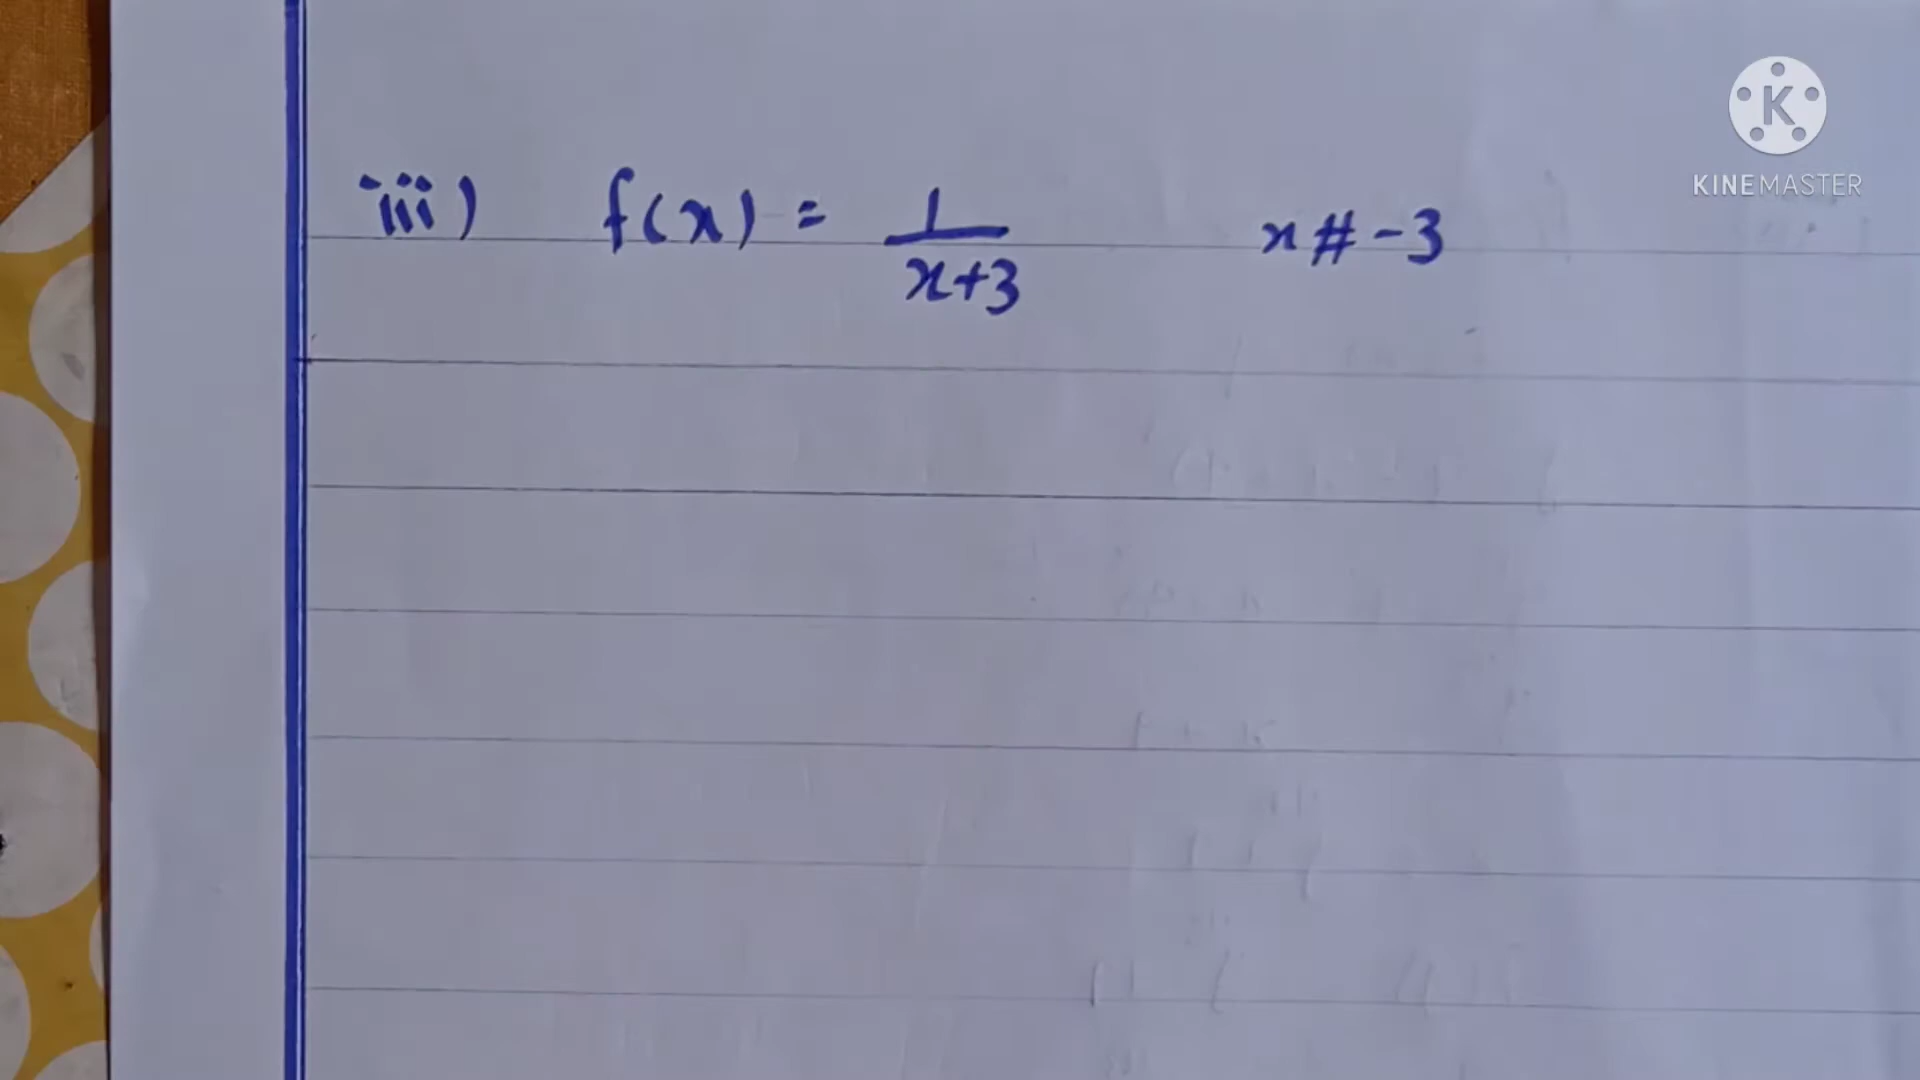 iii) f(x) = 1/(x+3) x # -3
K
KINEMASTER